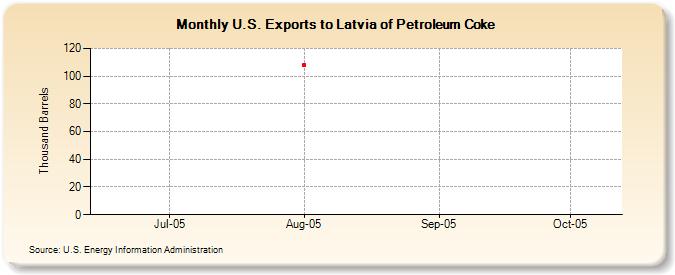 Monthly U.S. Exports to Latvia of Petroleum Coke
Thousand Barrels
120
100
80
60
40
20
0
Jul-05 Aug-05 Sep-05 Oct-05
Source: U.S. Energy Information Administration